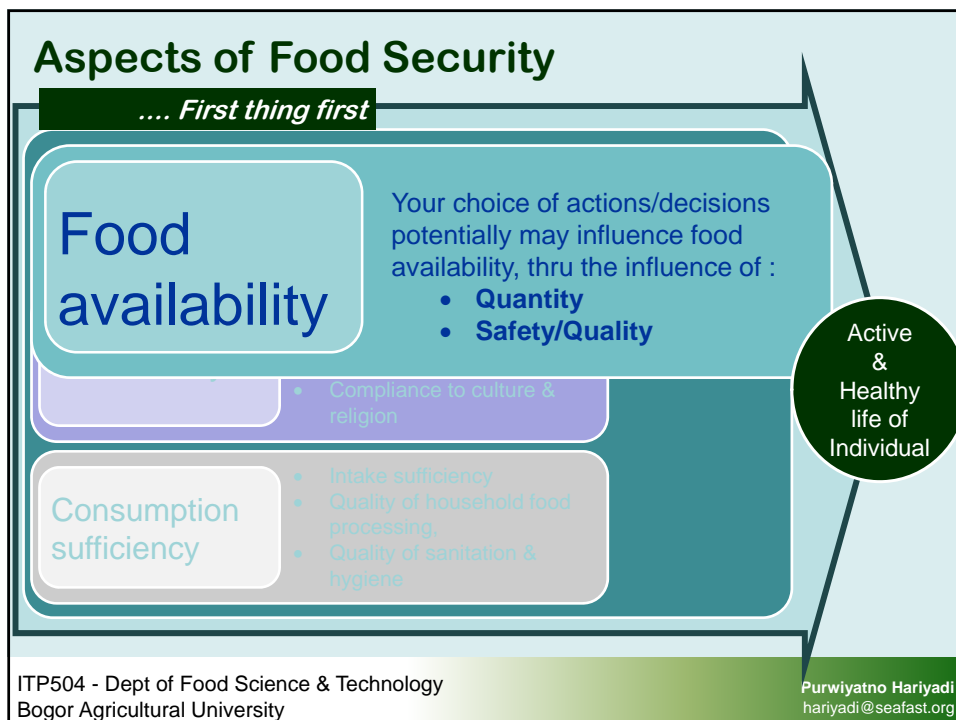 Aspects of Food Security
.... First thing first
Food
availability
Your choice of actions/decisions
potentially may influence food
availability, thru the influence of :
• Quantity
• Safety/Quality
• Compliance to culture &
religion
Consumption
sufficiency
• Intake sufficiency
• Quality of household food
processing,
• Quality of sanitation &
hygiene
Active
&
Healthy
life of
Individual
ITP504 - Dept of Food Science & Technology
Bogor Agricultural University
Purwiyatno Hariyadi
hariyadi@seafast.org